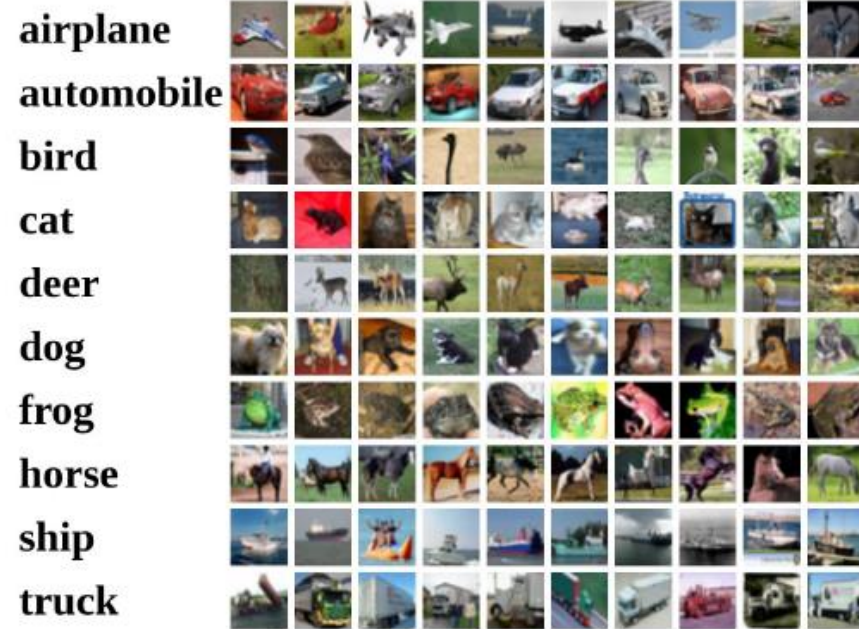 airplane
automobile
bird
cat
deer
dog
frog
horse
ship
truck